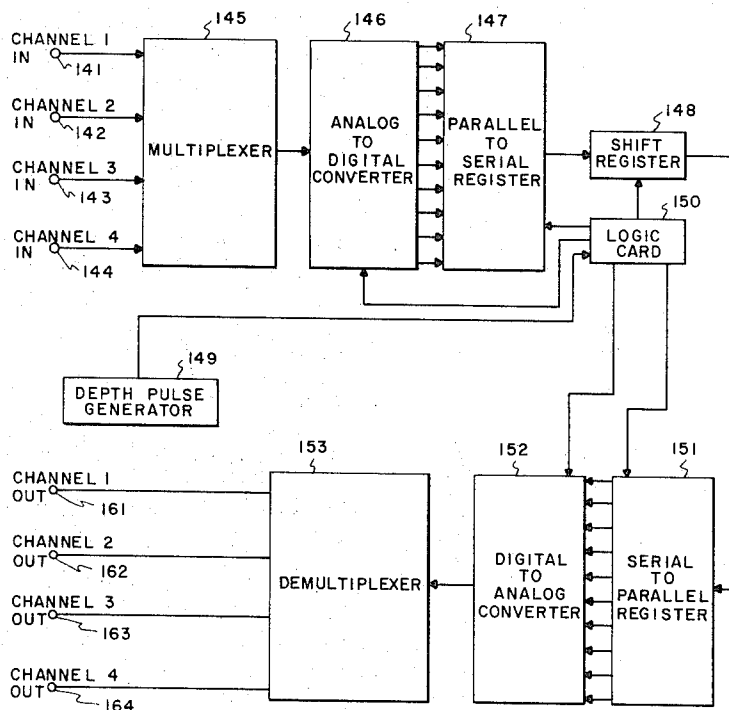 145
146
147
CHANNEL 1
IN
141
CHANNEL 2
IN
142
CHANNEL 3
IN
143
CHANNEL 4
IN
144
MULTIPLEXER
ANALOG
TO
DIGITAL
CONVERTER
PARALLEL
TO
SERIAL
REGISTER
148
SHIFT
REGISTER
150
LOGIC
CARD
149
DEPTH PULSE
GENERATOR
153
152
151
CHANNEL 1
OUT
161
CHANNEL 2
OUT
162
CHANNEL 3
OUT
163
CHANNEL 4
OUT
164
DEMULTIPLEXER
DIGITAL
TO
ANALOG
CONVERTER
SERIAL
TO
PARALLEL
REGISTER